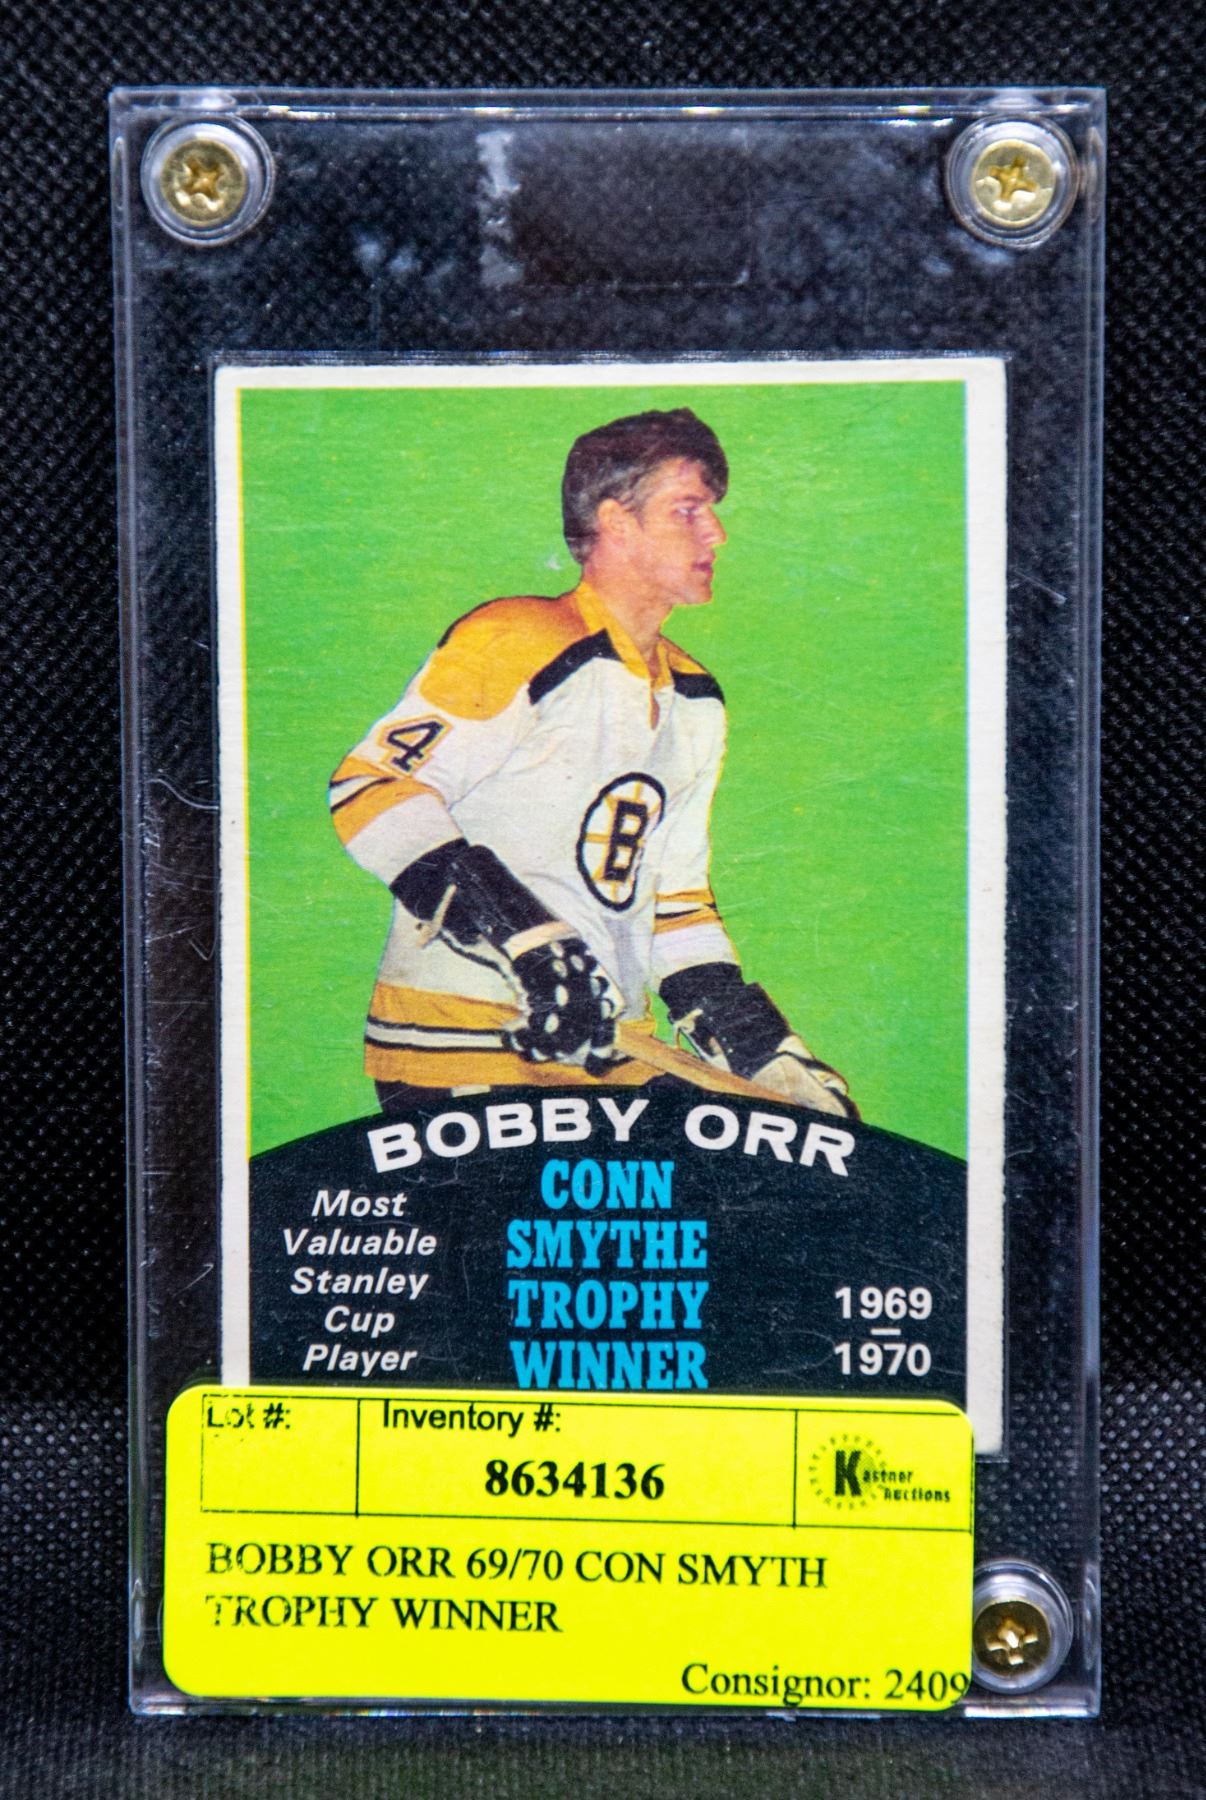 4
B
BOBBY ORR
Most
Valuable
Stanley
Cup
Player
CONN
SMYTHE
TROPHY
WINNER
1969
–
1970
Lot #:
Inventory #:
8634136
Kastner
Auctions
BOBBY ORR 69/70 CON SMYTH
TROPHY WINNER
Consignor: 2409